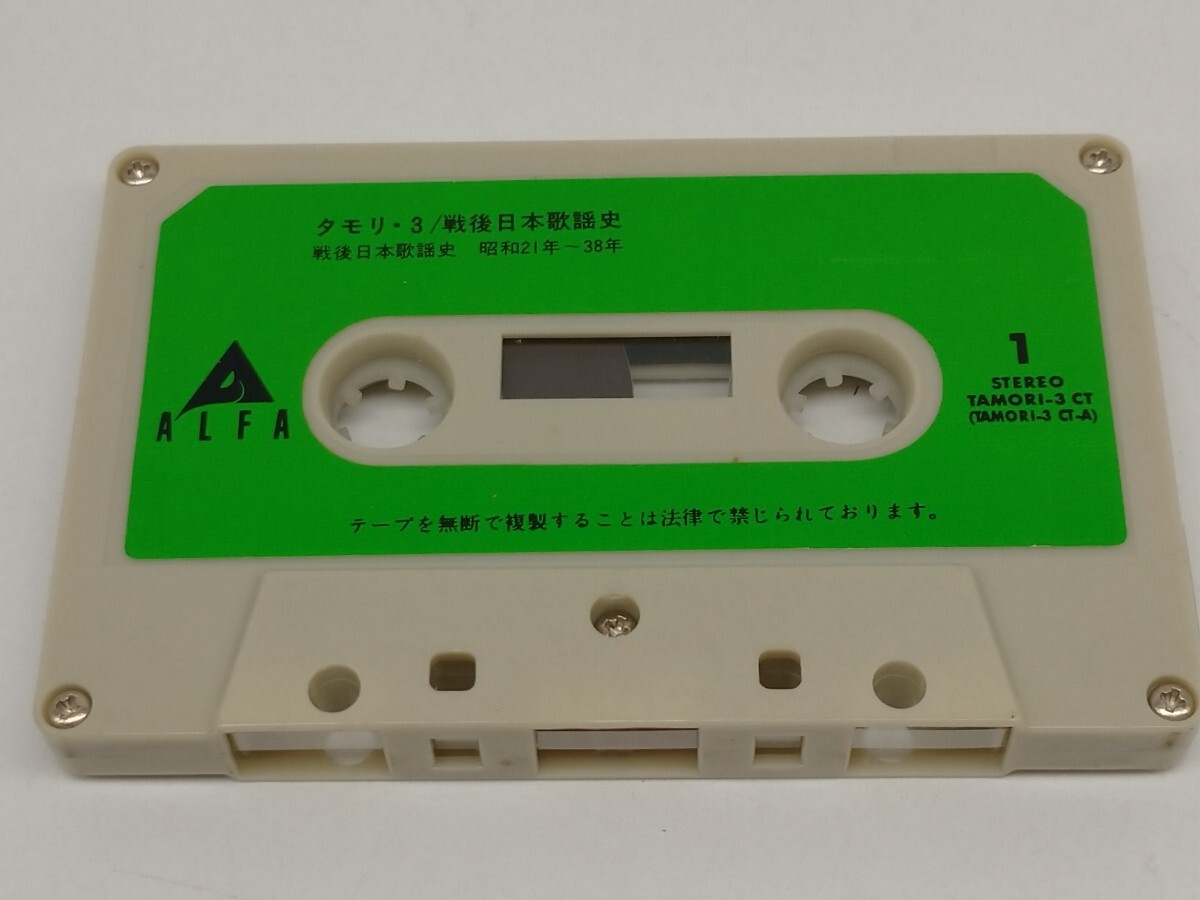 タモリ・3/戦後日本歌謡史
戦後日本歌謡史 昭和21年～38年
ALFA
1
STEREO
TAMORI-3 CT
(TAMORI-3 CT-A)
テープを無断で複製することは法律で禁じられております。